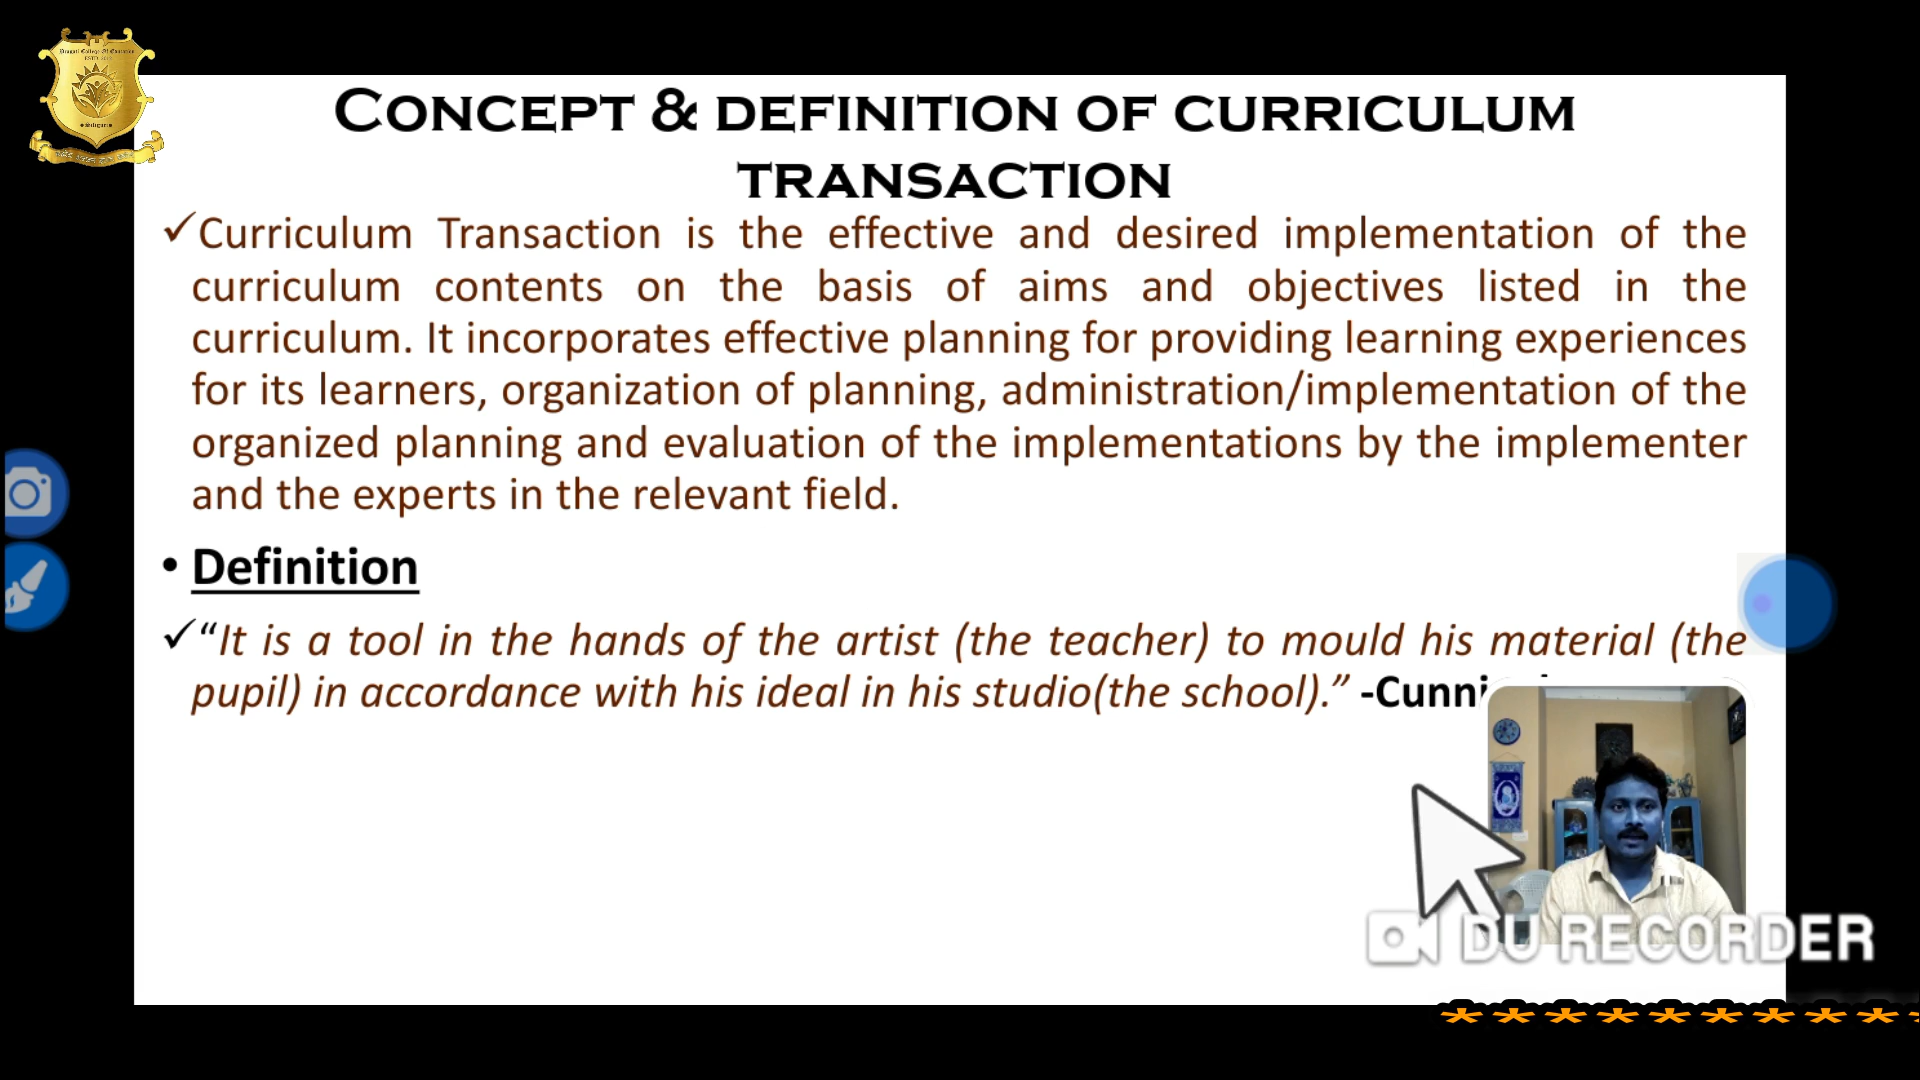 Concept & definition of curriculum
transaction
✓Curriculum Transaction is the effective and desired implementation of the
curriculum contents on the basis of aims and objectives listed in the
curriculum. It incorporates effective planning for providing learning experiences
for its learners, organization of planning, administration/implementation of the
organized planning and evaluation of the implementations by the implementer
and the experts in the relevant field.
• Definition
✓“It is a tool in the hands of the artist (the teacher) to mould his material (the
pupil) in accordance with his ideal in his studio(the school).” -Cunni
DU RECORDER